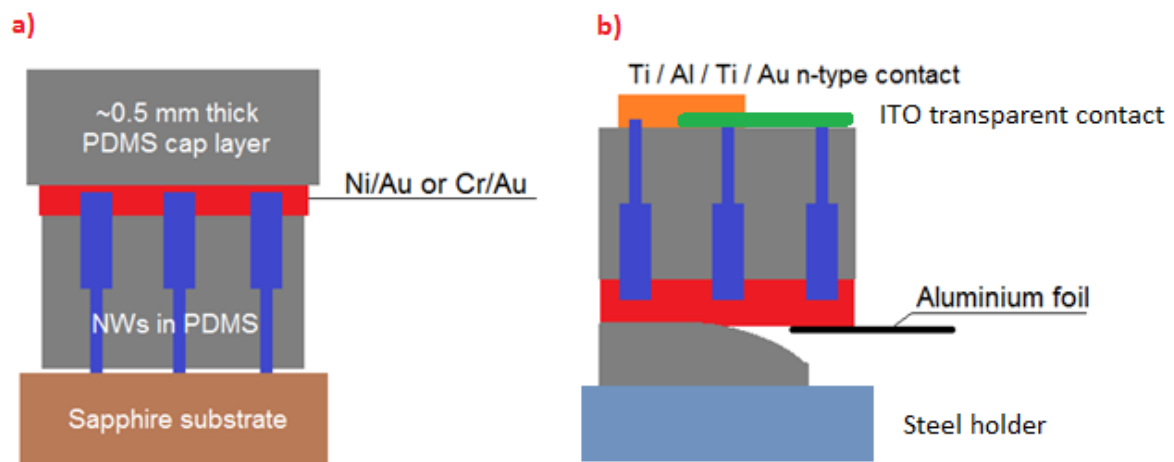 a)
~0.5 mm thick
PDMS cap layer
Ni/Au or Cr/Au
NWs in PDMS
Sapphire substrate
b)
Ti / Al / Ti / Au n-type contact
ITO transparent contact
Aluminium foil
Steel holder